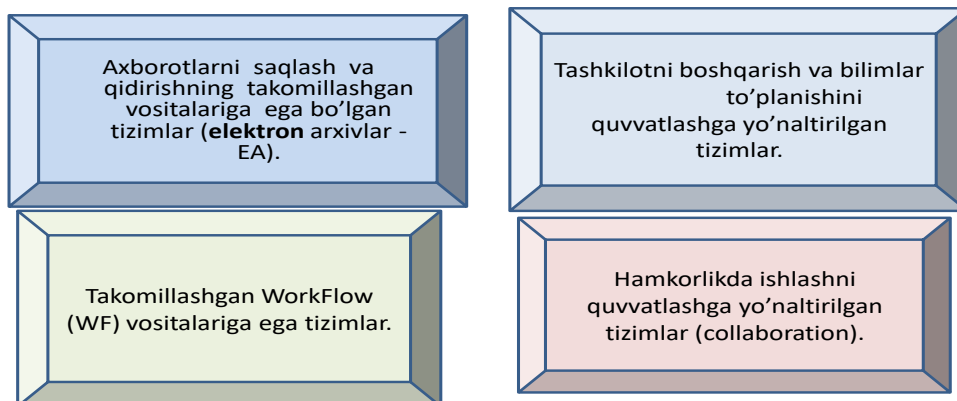 Axborotlarni saqlash va
qidirishning takomillashgan
vositalariga ega bo’lgan
tizimlar (elektron arxivlar -
EA).
Tashkilotni boshqarish va bilimlar
to’planishini
quvvatlashga yo’naltirilgan
tizimlar.
Takomillashgan WorkFlow
(WF) vositalariga ega tizimlar.
Hamkorlikda ishlashni
quvvatlashga yo’naltirilgan
tizimlar (collaboration).